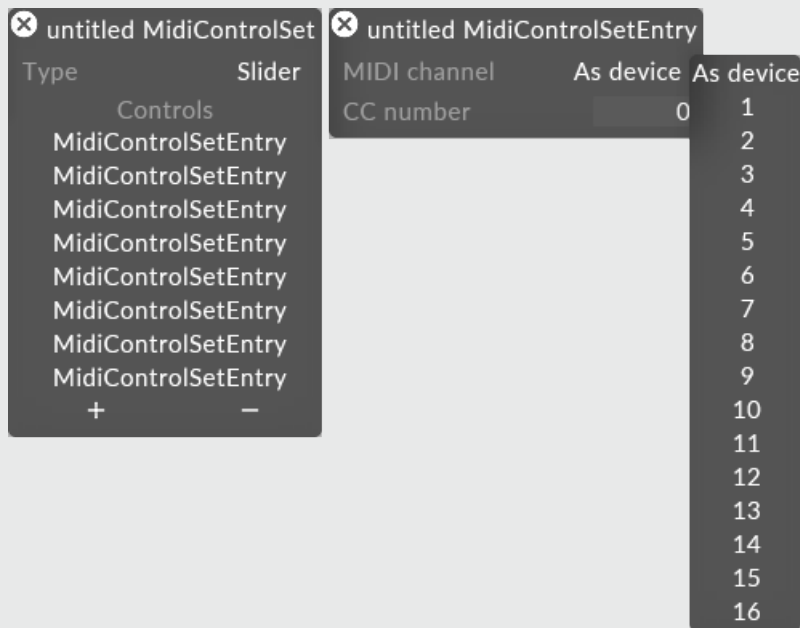 untitled MidiControlSet
Type Slider
Controls
MidiControlSetEntry
MidiControlSetEntry
MidiControlSetEntry
MidiControlSetEntry
MidiControlSetEntry
MidiControlSetEntry
MidiControlSetEntry
MidiControlSetEntry
+ −
untitled MidiControlSetEntry
MIDI channel As device
CC number 0
As device
1
2
3
4
5
6
7
8
9
10
11
12
13
14
15
16